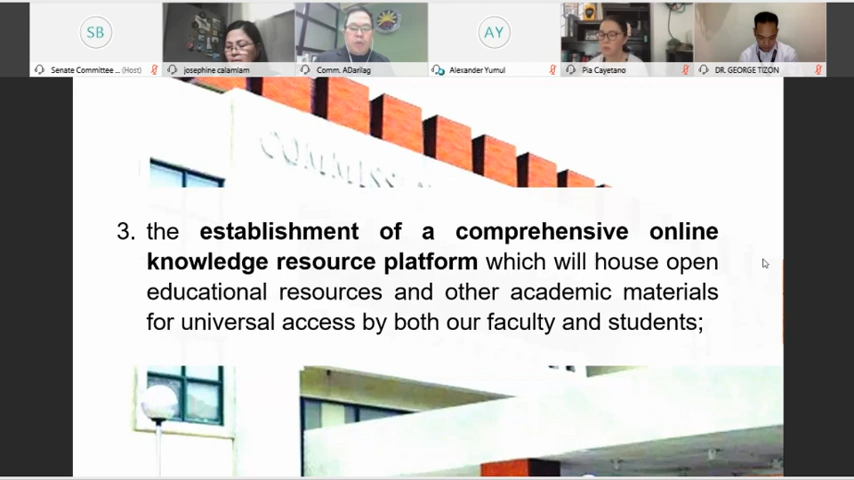 SB
AY
Senate Committee ... (Host)
josephine calamlam
Comm. ADarilag
Alexander Yumul
Pia Cayetano
DR. GEORGE TIZON
COMMISSI
3. the establishment of a comprehensive online
knowledge resource platform which will house open
educational resources and other academic materials
for universal access by both our faculty and students;